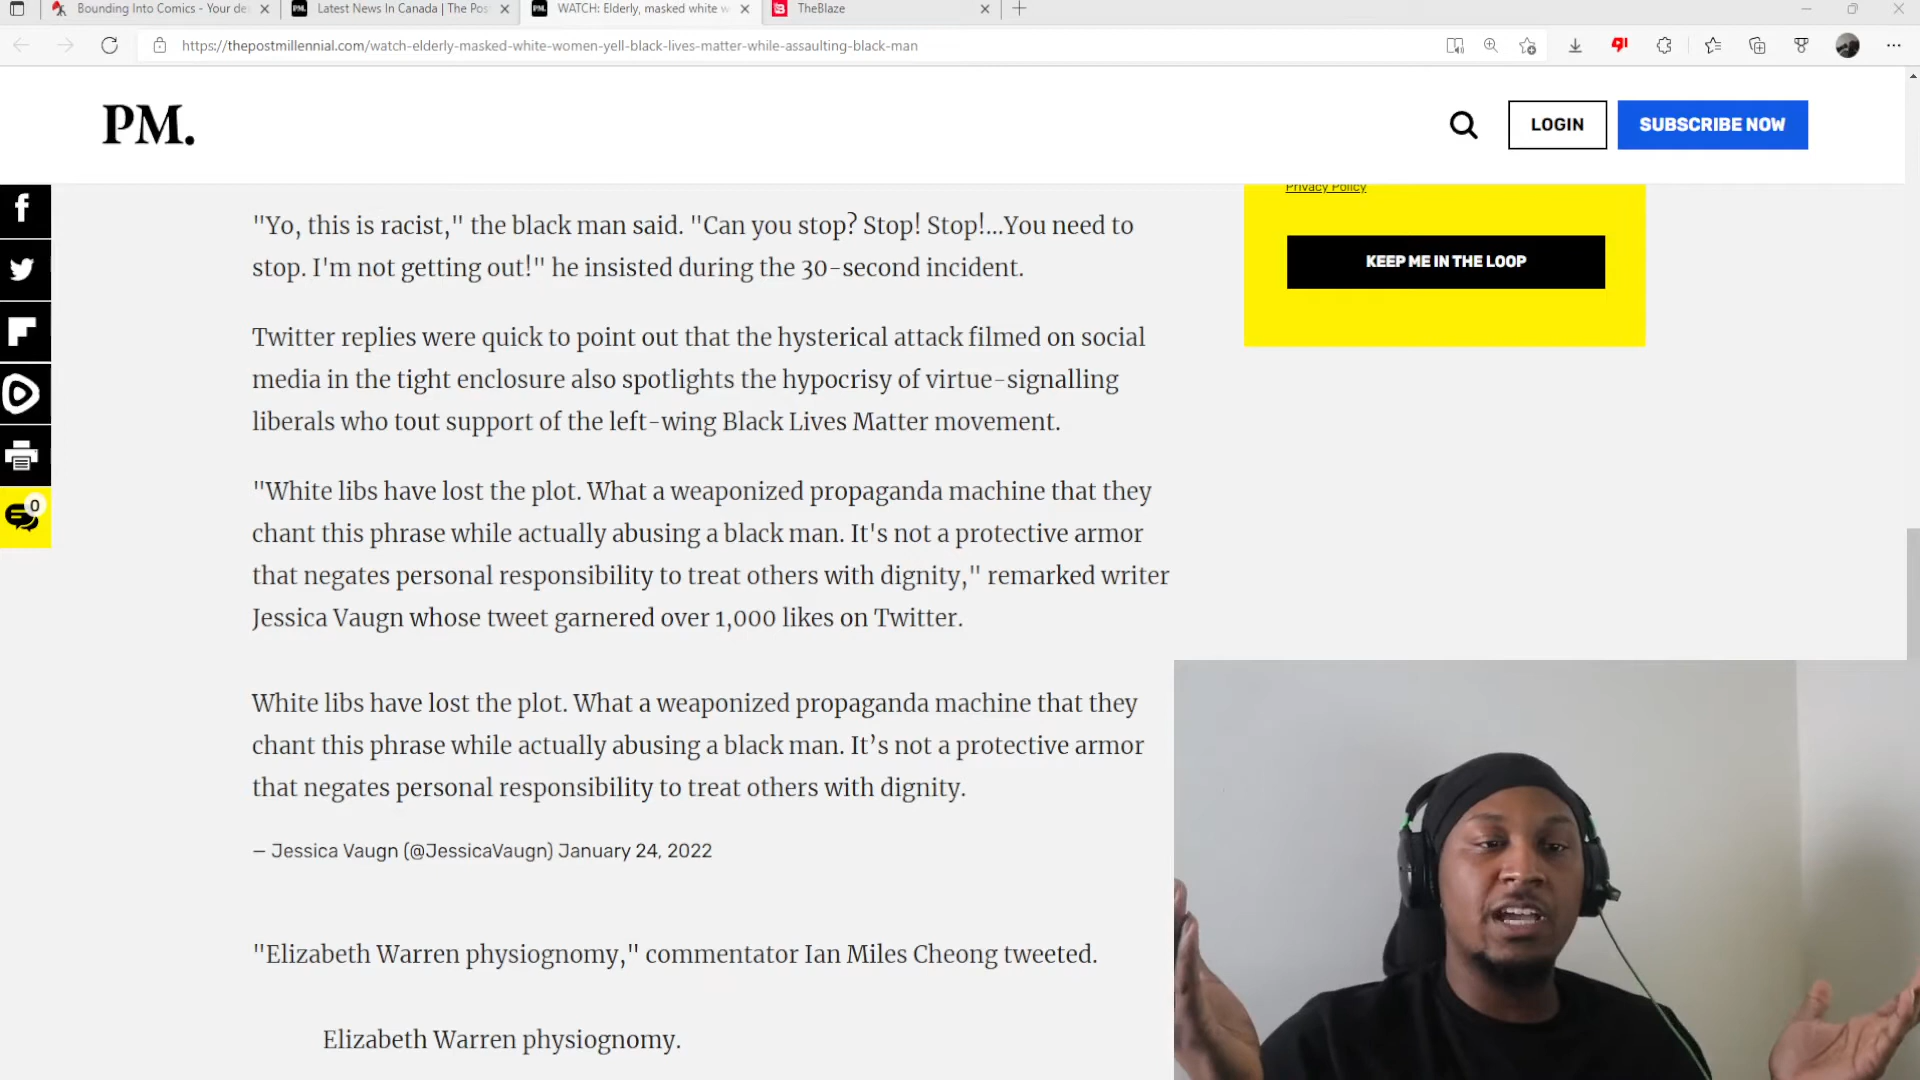 Bounding Into Comics - Your de
Latest News In Canada | The Pos
WATCH: Elderly, masked white w
TheBlaze
https://thepostmillennial.com/watch-elderly-masked-white-women-yell-black-lives-matter-while-assaulting-black-man
PM.
LOGIN
SUBSCRIBE NOW
Privacy Policy
KEEP ME IN THE LOOP
0
"Yo, this is racist," the black man said. "Can you stop? Stop! Stop!...You need to
stop. I'm not getting out!" he insisted during the 30-second incident.
Twitter replies were quick to point out that the hysterical attack filmed on social
media in the tight enclosure also spotlights the hypocrisy of virtue-signalling
liberals who tout support of the left-wing Black Lives Matter movement.
"White libs have lost the plot. What a weaponized propaganda machine that they
chant this phrase while actually abusing a black man. It's not a protective armor
that negates personal responsibility to treat others with dignity," remarked writer
Jessica Vaugn whose tweet garnered over 1,000 likes on Twitter.
White libs have lost the plot. What a weaponized propaganda machine that they
chant this phrase while actually abusing a black man. It’s not a protective armor
that negates personal responsibility to treat others with dignity.
— Jessica Vaugn (@JessicaVaugn) January 24, 2022
"Elizabeth Warren physiognomy," commentator Ian Miles Cheong tweeted.
Elizabeth Warren physiognomy.